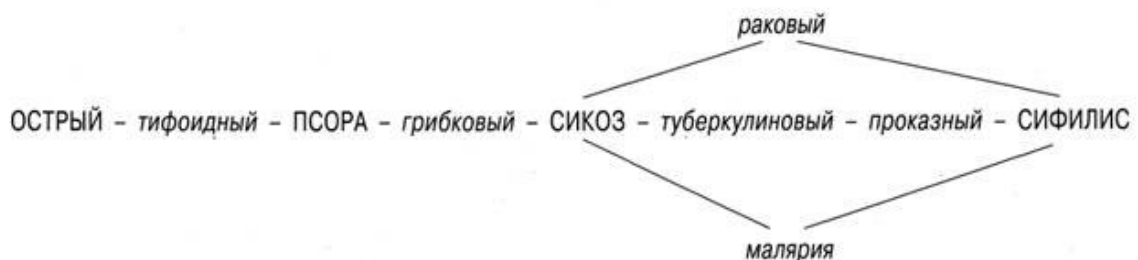 раковый
ОСТРЫЙ – тифоидный – ПСОРА – грибковый – СИКОЗ – туберкулиновый – проказный – СИФИЛИС
малярия